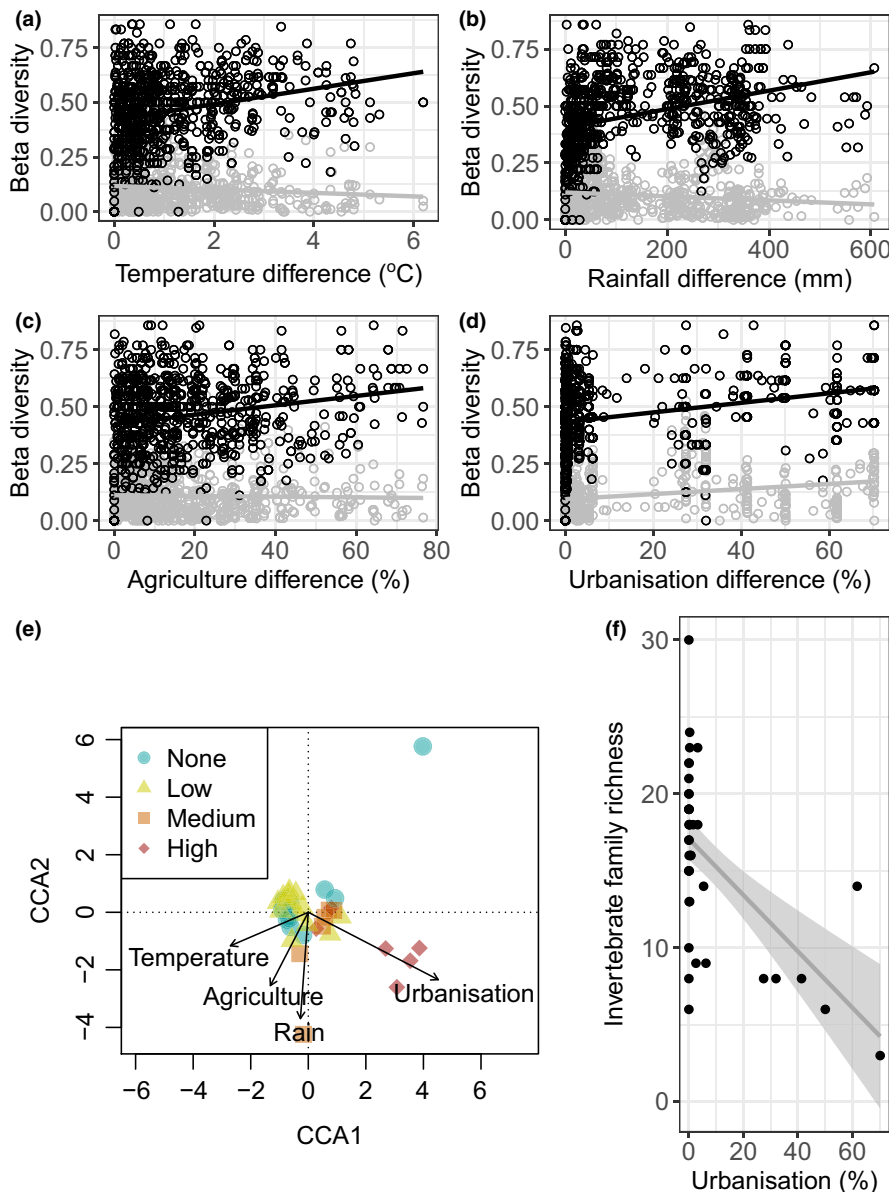 (a)
Beta diversity
0.75
0.50
0.25
0.00
0
2
4
6
Temperature difference (°C)
(b)
Beta diversity
0.75
0.50
0.25
0.00
0
200
400
600
Rainfall difference (mm)
(c)
Beta diversity
0.75
0.50
0.25
0.00
0
20
40
60
80
Agriculture difference (%)
(d)
Beta diversity
0.75
0.50
0.25
0.00
0
20
40
60
Urbanisation difference (%)
(e)
CCA2
6
4
2
0
−2
−4
None
Low
Medium
High
Temperature
Agriculture
Rain
Urbanisation
−6
−4
−2
0
2
4
6
CCA1
(f)
Invertebrate family richness
30
20
10
0
0
20
40
60
Urbanisation (%)